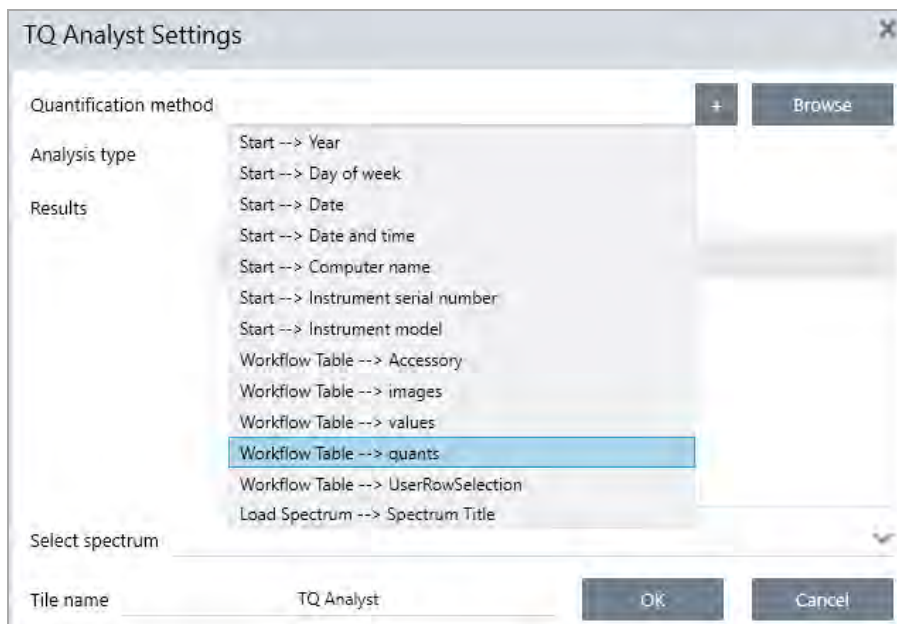 TQ Analyst Settings
Quantification method + Browse
Analysis type
Results
Start --> Year
Start --> Day of week
Start --> Date
Start --> Date and time
Start --> Computer name
Start --> Instrument serial number
Start --> Instrument model
Workflow Table --> Accessory
Workflow Table --> images
Workflow Table --> values
Workflow Table --> quants
Workflow Table --> UserRowSelection
Load Spectrum --> Spectrum Title
Select spectrum
Tile name TQ Analyst OK Cancel